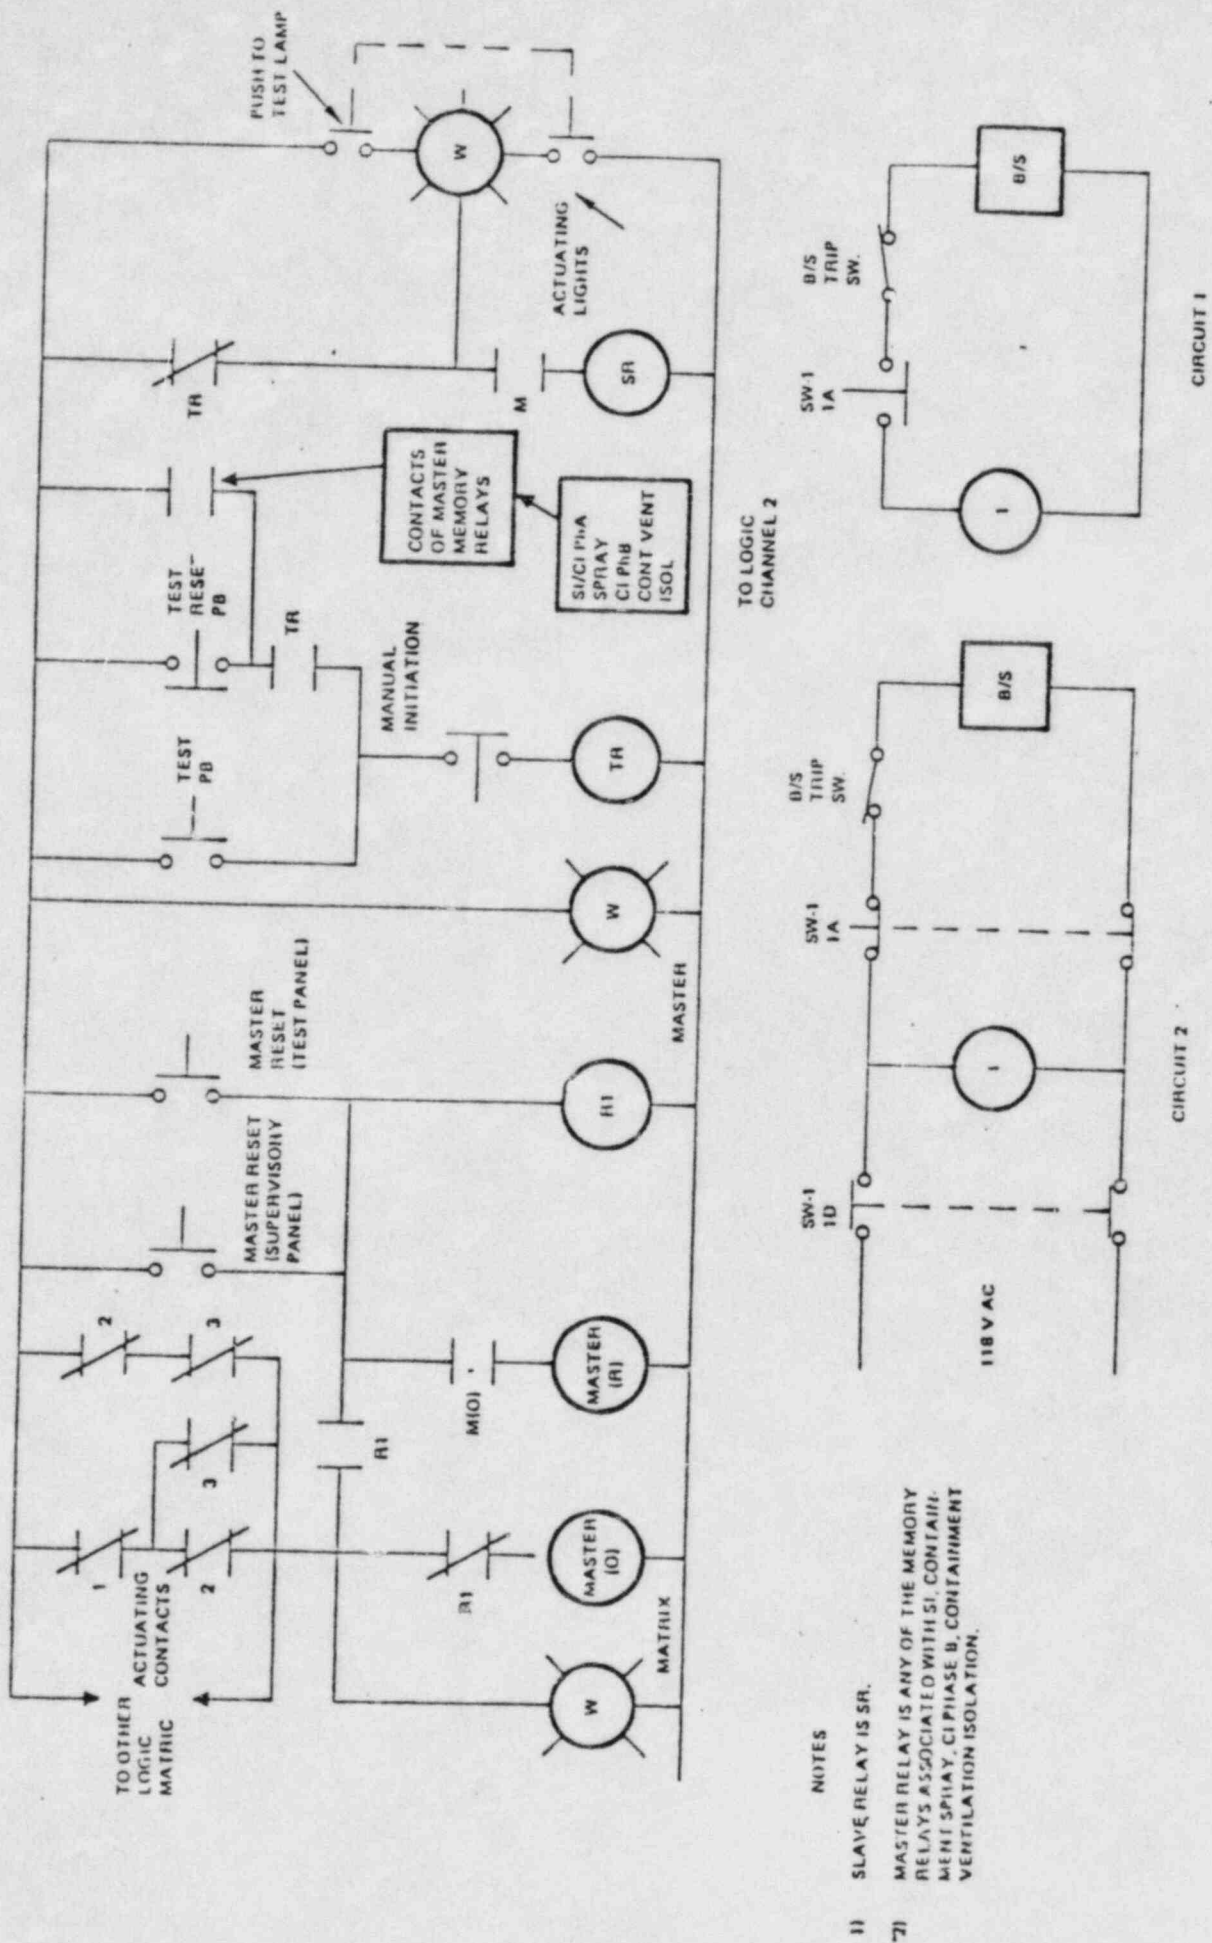 TO OTHER
LOGIC
MATRIC
ACTUATING
CONTACTS
1
2
3
2
3
R1
R1
M(O)
MASTER RESET
(SUPERVISORY
PANEL)
MASTER
RESET
(TEST PANEL)
W
MASTER
(O)
MASTER
(R)
R1
W
MATRIX
MASTER
TEST
PB
TEST
RESE
PB
TR
MANUAL
INITIATION
TR
TR
CONTACTS
OF MASTER
MEMORY
RELAYS
SI/CI PhA
SPRAY
CI PhB
CONT VENT
ISOL
M
SR
PUSH TO
TEST LAMP
W
ACTUATING
LIGHTS
TO LOGIC
CHANNEL 2
NOTES
1) SLAVE RELAY IS SR.
2) MASTER RELAY IS ANY OF THE MEMORY
RELAYS ASSOCIATED WITH SI, CONTAIN-
MENT SPRAY, CI PHASE B, CONTAINMENT
VENTILATION ISOLATION.
118 V AC
SW-1
1D
I
SW-1
1A
B/S
TRIP
SW.
B/S
CIRCUIT 2
I
SW-1
1A
B/S
TRIP
SW.
B/S
CIRCUIT 1